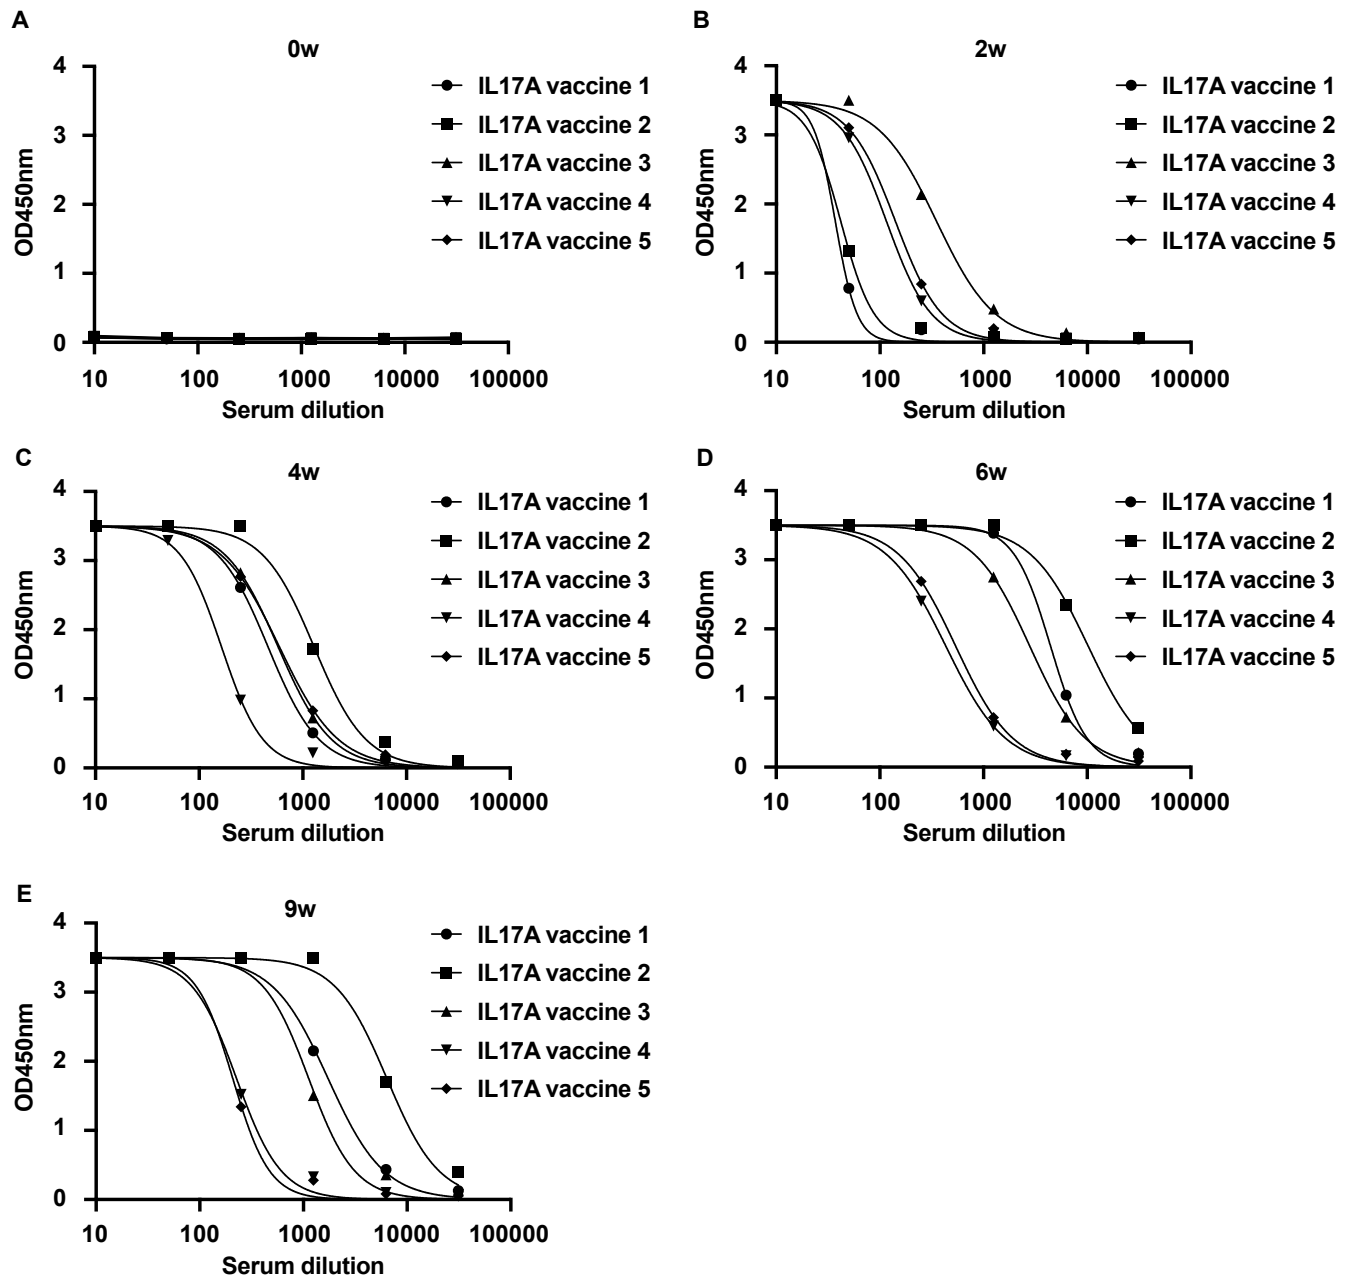 A
0w
4
3
2
1
0
OD450nm
10 100 1000 10000 100000
Serum dilution
IL17A vaccine 1
IL17A vaccine 2
IL17A vaccine 3
IL17A vaccine 4
IL17A vaccine 5
B
2w
4
3
2
1
0
OD450nm
10 100 1000 10000 100000
Serum dilution
IL17A vaccine 1
IL17A vaccine 2
IL17A vaccine 3
IL17A vaccine 4
IL17A vaccine 5
C
4w
4
3
2
1
0
OD450nm
10 100 1000 10000 100000
Serum dilution
IL17A vaccine 1
IL17A vaccine 2
IL17A vaccine 3
IL17A vaccine 4
IL17A vaccine 5
D
6w
4
3
2
1
0
OD450nm
10 100 1000 10000 100000
Serum dilution
IL17A vaccine 1
IL17A vaccine 2
IL17A vaccine 3
IL17A vaccine 4
IL17A vaccine 5
E
9w
4
3
2
1
0
OD450nm
10 100 1000 10000 100000
Serum dilution
IL17A vaccine 1
IL17A vaccine 2
IL17A vaccine 3
IL17A vaccine 4
IL17A vaccine 5